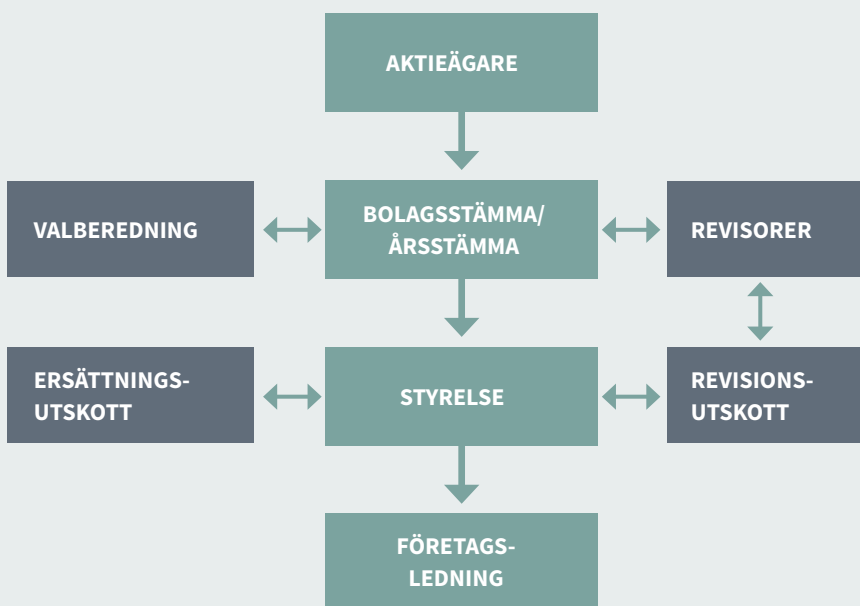 AKTIEÄGARE
VALBEREDNING
BOLAGSSTÄMMA/
ÅRSSTÄMMA
REVISORER
ERSÄTTNINGS-
UTSKOTT
STYRELSE
REVISIONS-
UTSKOTT
FÖRETAGS-
LEDNING